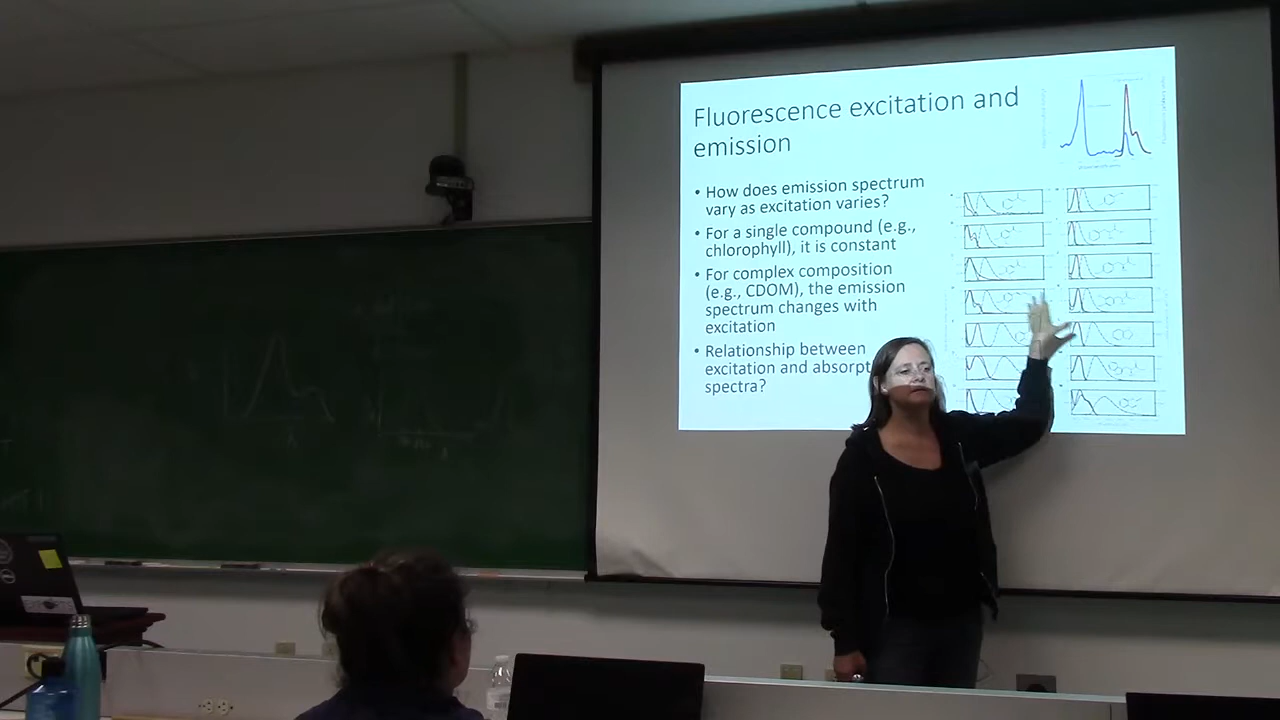 Fluorescence excitation and
emission
• How does emission spectrum
vary as excitation varies?
• For a single compound (e.g.,
chlorophyll), it is constant
• For complex composition
(e.g., CDOM), the emission
spectrum changes with
excitation
• Relationship between
excitation and absorpt
spectra?